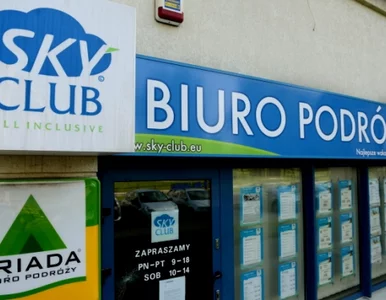 SKY
CLUB
ALL INCLUSIVE
BIURO PODRÓ
www.sky-club.eu
Najlepsze
RIADA
BIURO PODRÓŻY
SKY
CLUB
ZAPRASZAMY
PN-PT 9-18
SOB 10-14